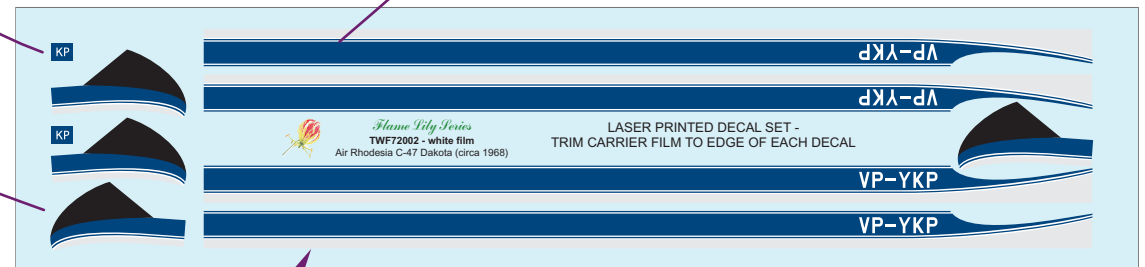 KP
VP-YKP
VP-YKP
Flame Lily Series
TWF72002 - white film
Air Rhodesia C-47 Dakota (circa 1968)
LASER PRINTED DECAL SET -
TRIM CARRIER FILM TO EDGE OF EACH DECAL
KP
VP-YKP
VP-YKP